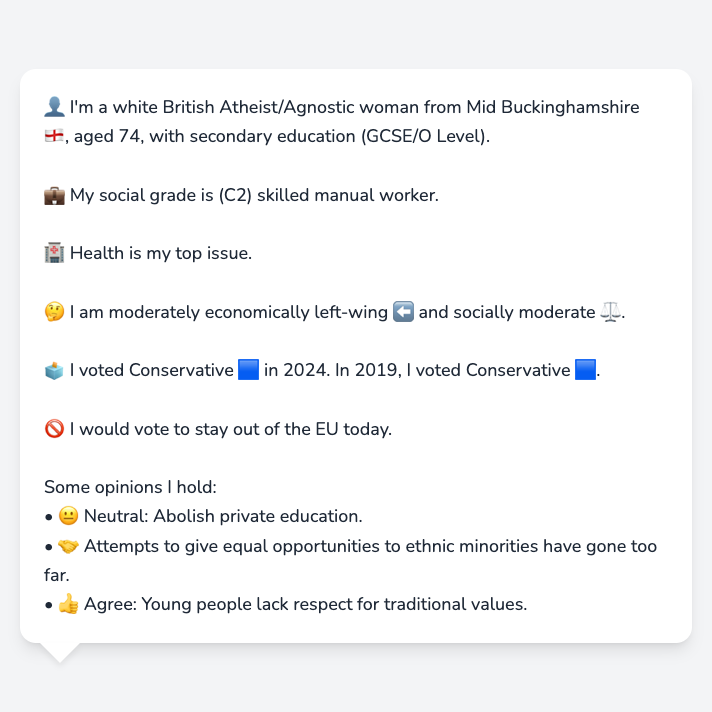 👤 I'm a white British Atheist/Agnostic woman from Mid Buckinghamshire
🏴󠁧󠁢󠁥󠁮󠁧󠁿, aged 74, with secondary education (GCSE/O Level).
💼 My social grade is (C2) skilled manual worker.
🏥 Health is my top issue.
🤔 I am moderately economically left-wing ⬅️ and socially moderate ⚖️.
🗳️ I voted Conservative 🟦 in 2024. In 2019, I voted Conservative 🟦.
🚫 I would vote to stay out of the EU today.
Some opinions I hold:
• 😐 Neutral: Abolish private education.
• 🤝 Attempts to give equal opportunities to ethnic minorities have gone too
far.
• 👍 Agree: Young people lack respect for traditional values.